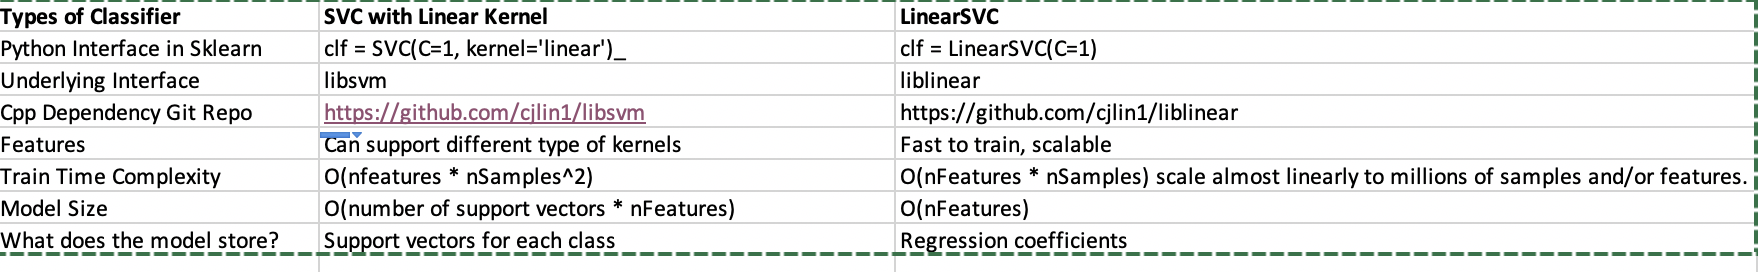 Types of Classifier SVC with Linear Kernel LinearSVC
Python Interface in Sklearn clf = SVC(C=1, kernel='linear')_ clf = LinearSVC(C=1)
Underlying Interface libsvm liblinear
Cpp Dependency Git Repo https://github.com/cjlin1/libsvm https://github.com/cjlin1/liblinear
Features Can support different type of kernels Fast to train, scalable
Train Time Complexity O(nfeatures * nSamples^2) O(nFeatures * nSamples) scale almost linearly to millions of samples and/or features.
Model Size O(number of support vectors * nFeatures) O(nFeatures)
What does the model store? Support vectors for each class Regression coefficients